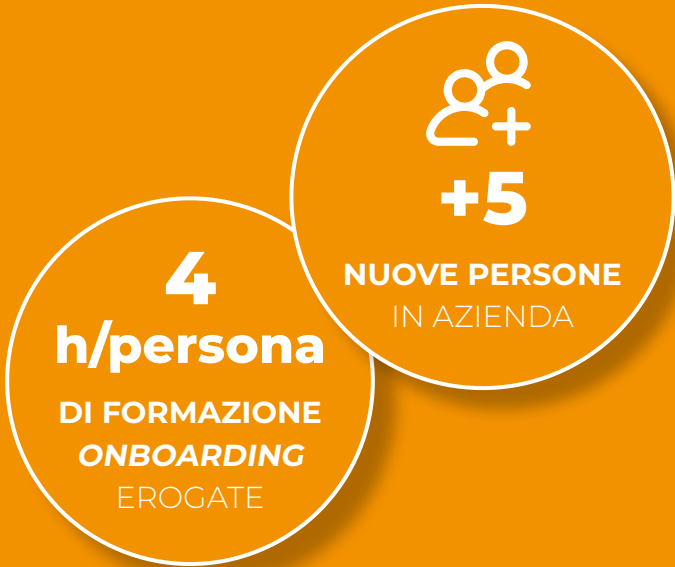 +5
NUOVE PERSONE
IN AZIENDA
4
h/persona
DI FORMAZIONE
ONBOARDING
EROGATE